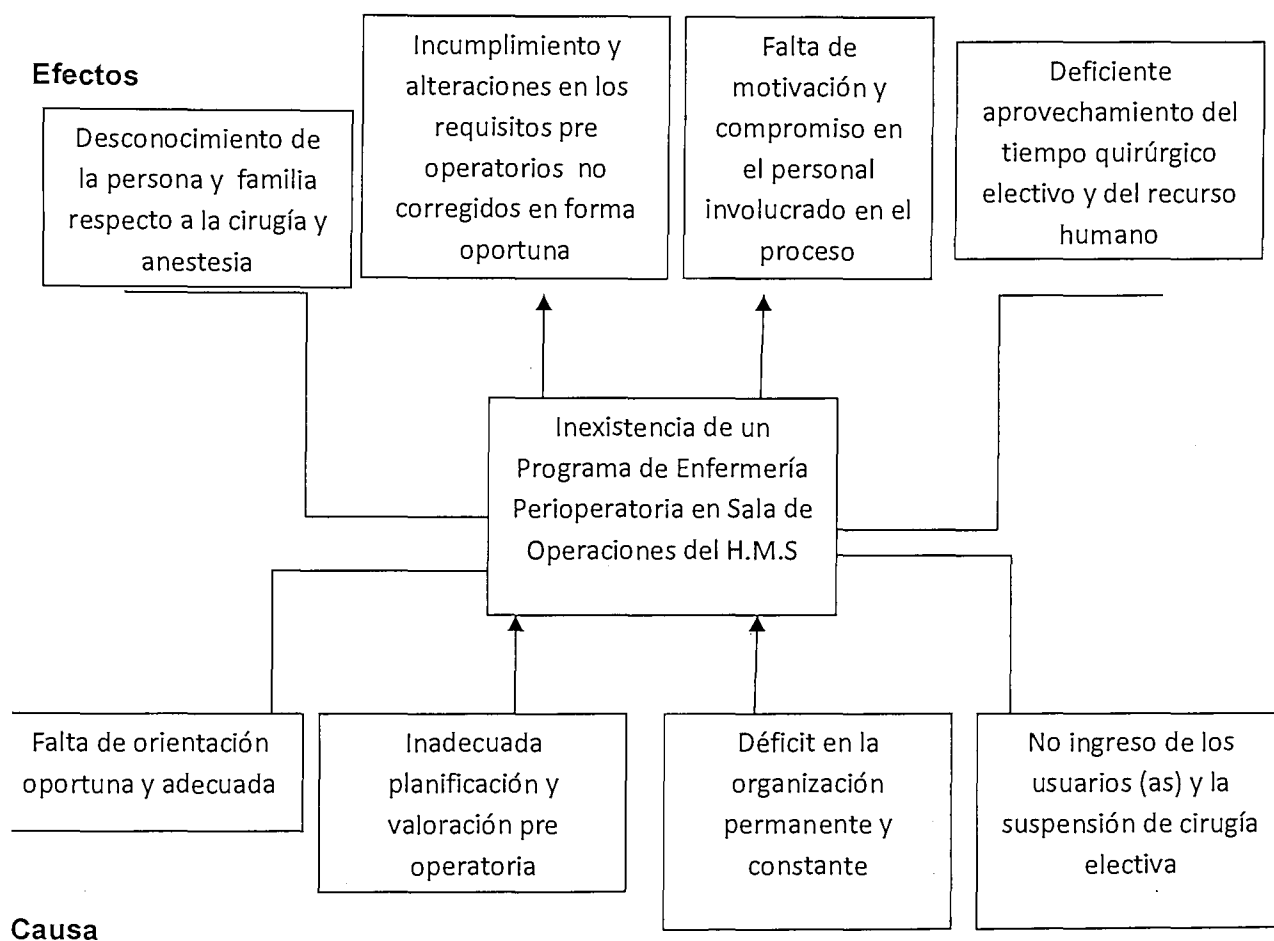 Efectos
Desconocimiento de
la persona y familia
respecto a la cirugía y
anestesia
Incumplimiento y
alteraciones en los
requisitos pre
operatorios no
corregidos en forma
oportuna
Falta de
motivación y
compromiso en
el personal
involucrado en el
proceso
Deficiente
aprovechamiento del
tiempo quirúrgico
electivo y del recurso
humano
Inexistencia de un
Programa de Enfermería
Perioperatoria en Sala de
Operaciones del H.M.S
Falta de orientación
oportuna y adecuada
Inadecuada
planificación y
valoración pre
operatoria
Déficit en la
organización
permanente y
constante
No ingreso de los
usuarios (as) y la
suspensión de cirugía
electiva
Causa